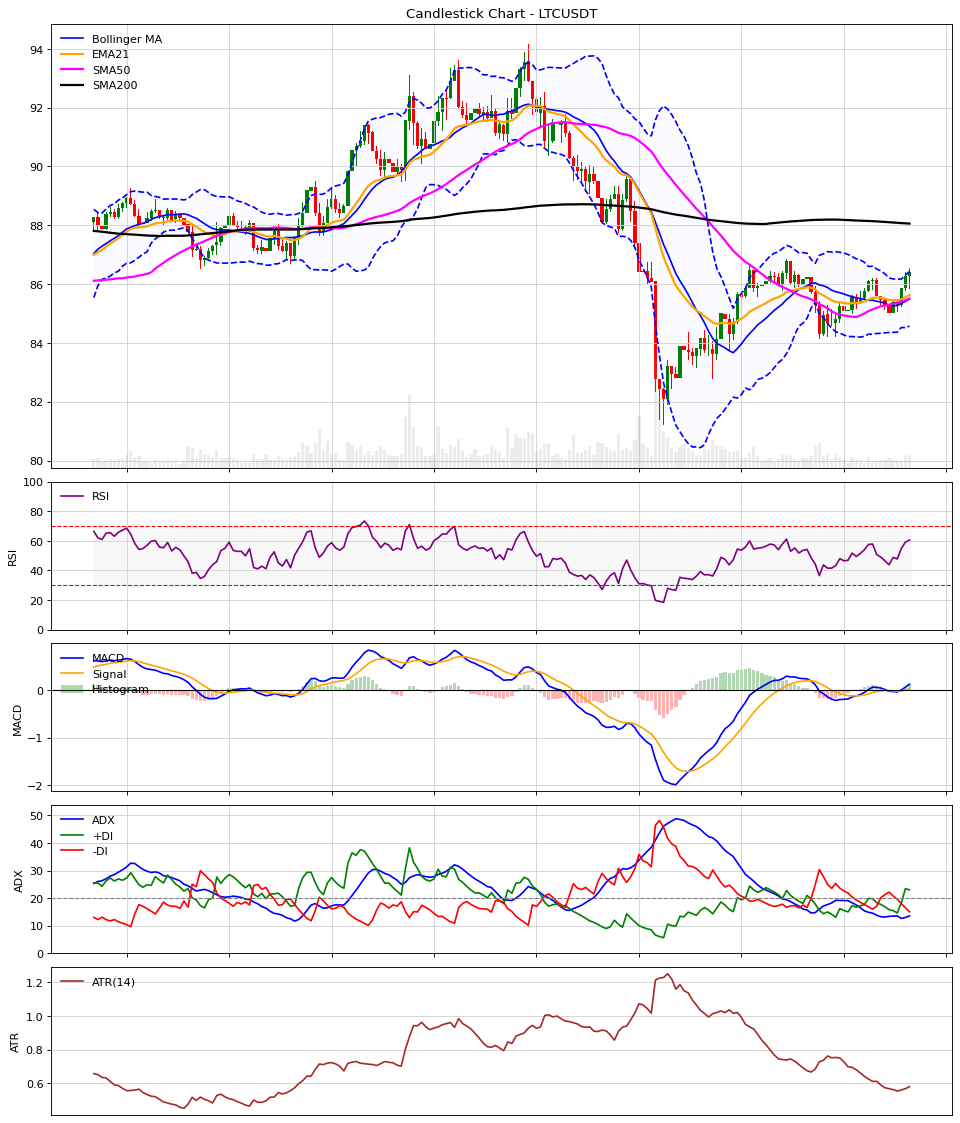 Candlestick Chart - LTCUSDT
Bollinger MA
EMA21
SMA50
SMA200
94
92
90
88
86
84
82
80
RSI
RSI
100
80
60
40
20
0
MACD
Signal
Histogram
MACD
0
−1
−2
ADX
+DI
-DI
ADX
50
40
30
20
10
0
ATR(14)
ATR
1.2
1.0
0.8
0.6